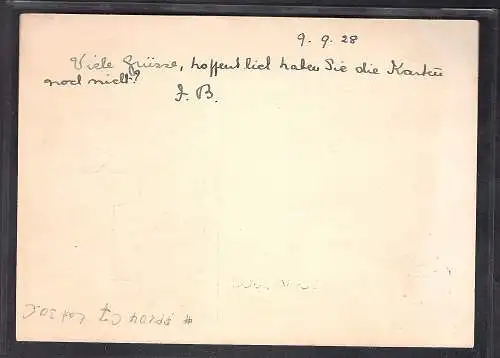 9. 9. 28
Viele Grüsse, hoffentlich haben Sie die Karten
noch nicht?
J. B.